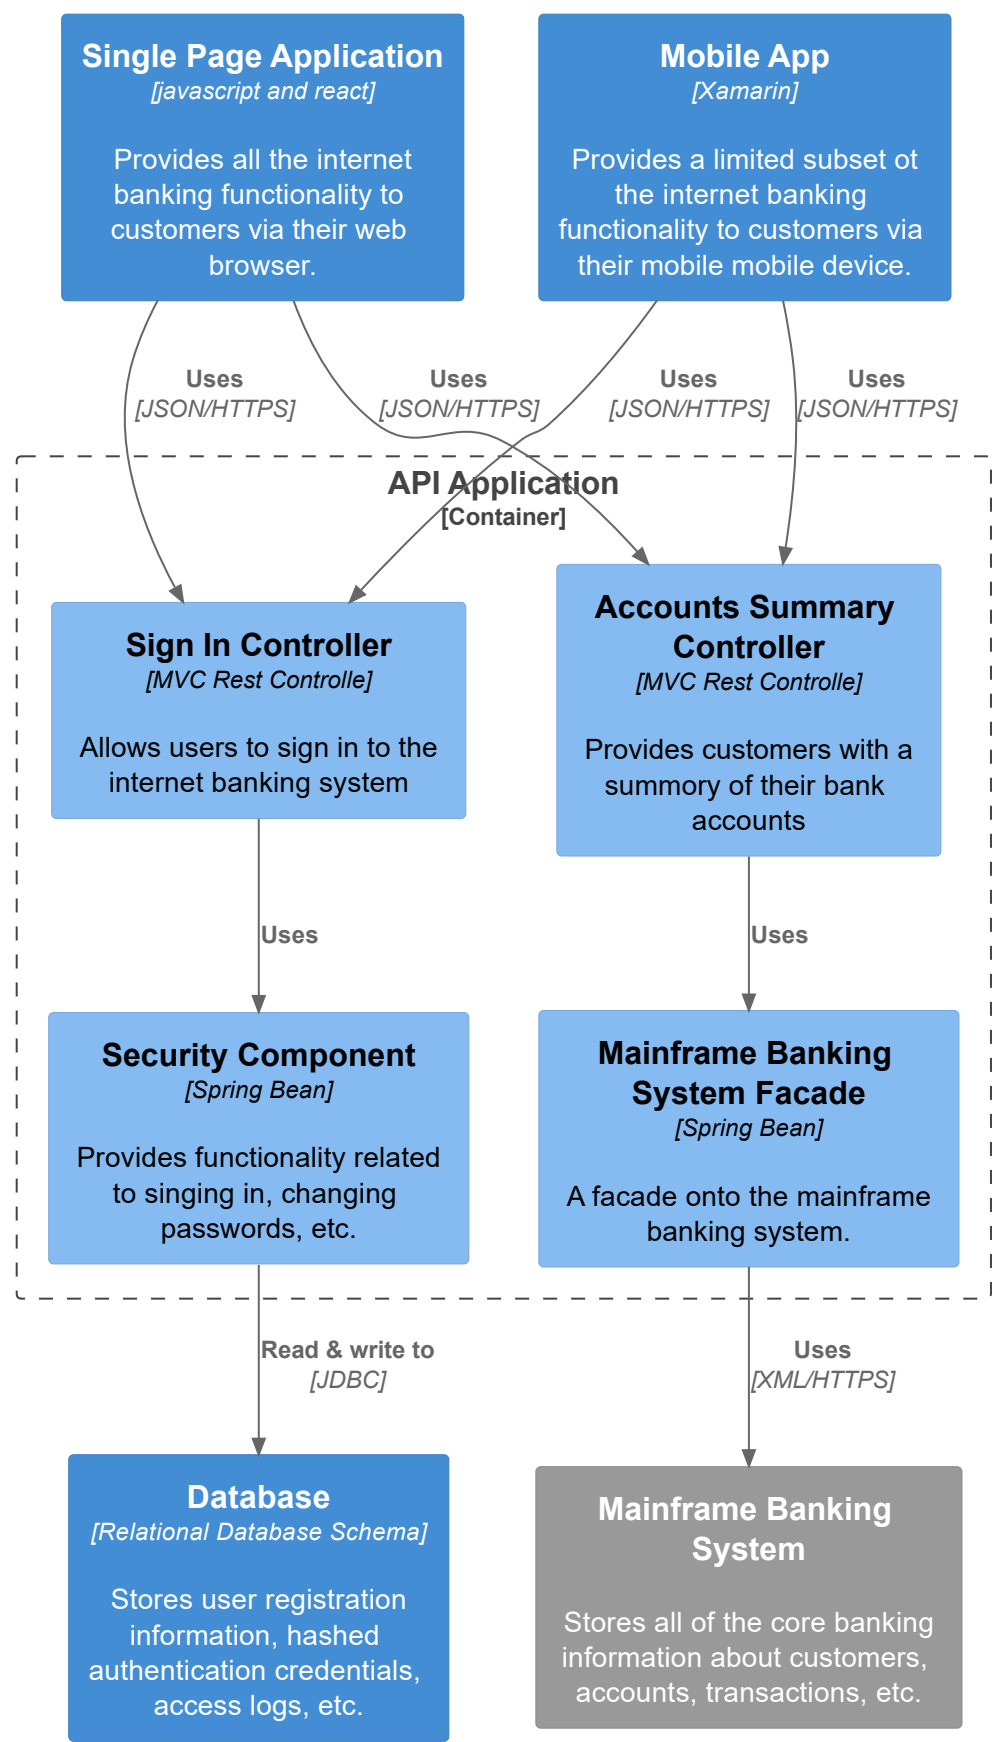 Single Page Application
[javascript and react]
Provides all the internet
banking functionality to
customers via their web
browser.
Mobile App
[Xamarin]
Provides a limited subset ot
the internet banking
functionality to customers via
their mobile mobile device.
Uses
[JSON/HTTPS]
Uses
[JSON/HTTPS]
Uses
[JSON/HTTPS]
Uses
[JSON/HTTPS]
API Application
[Container]
Sign In Controller
[MVC Rest Controlle]
Allows users to sign in to the
internet banking system
Accounts Summary
Controller
[MVC Rest Controlle]
Provides customers with a
summory of their bank
accounts
Uses
Uses
Security Component
[Spring Bean]
Provides functionality related
to singing in, changing
passwords, etc.
Mainframe Banking
System Facade
[Spring Bean]
A facade onto the mainframe
banking system.
Read & write to
[JDBC]
Uses
[XML/HTTPS]
Database
[Relational Database Schema]
Stores user registration
information, hashed
authentication credentials,
access logs, etc.
Mainframe Banking
System
Stores all of the core banking
information about customers,
accounts, transactions, etc.